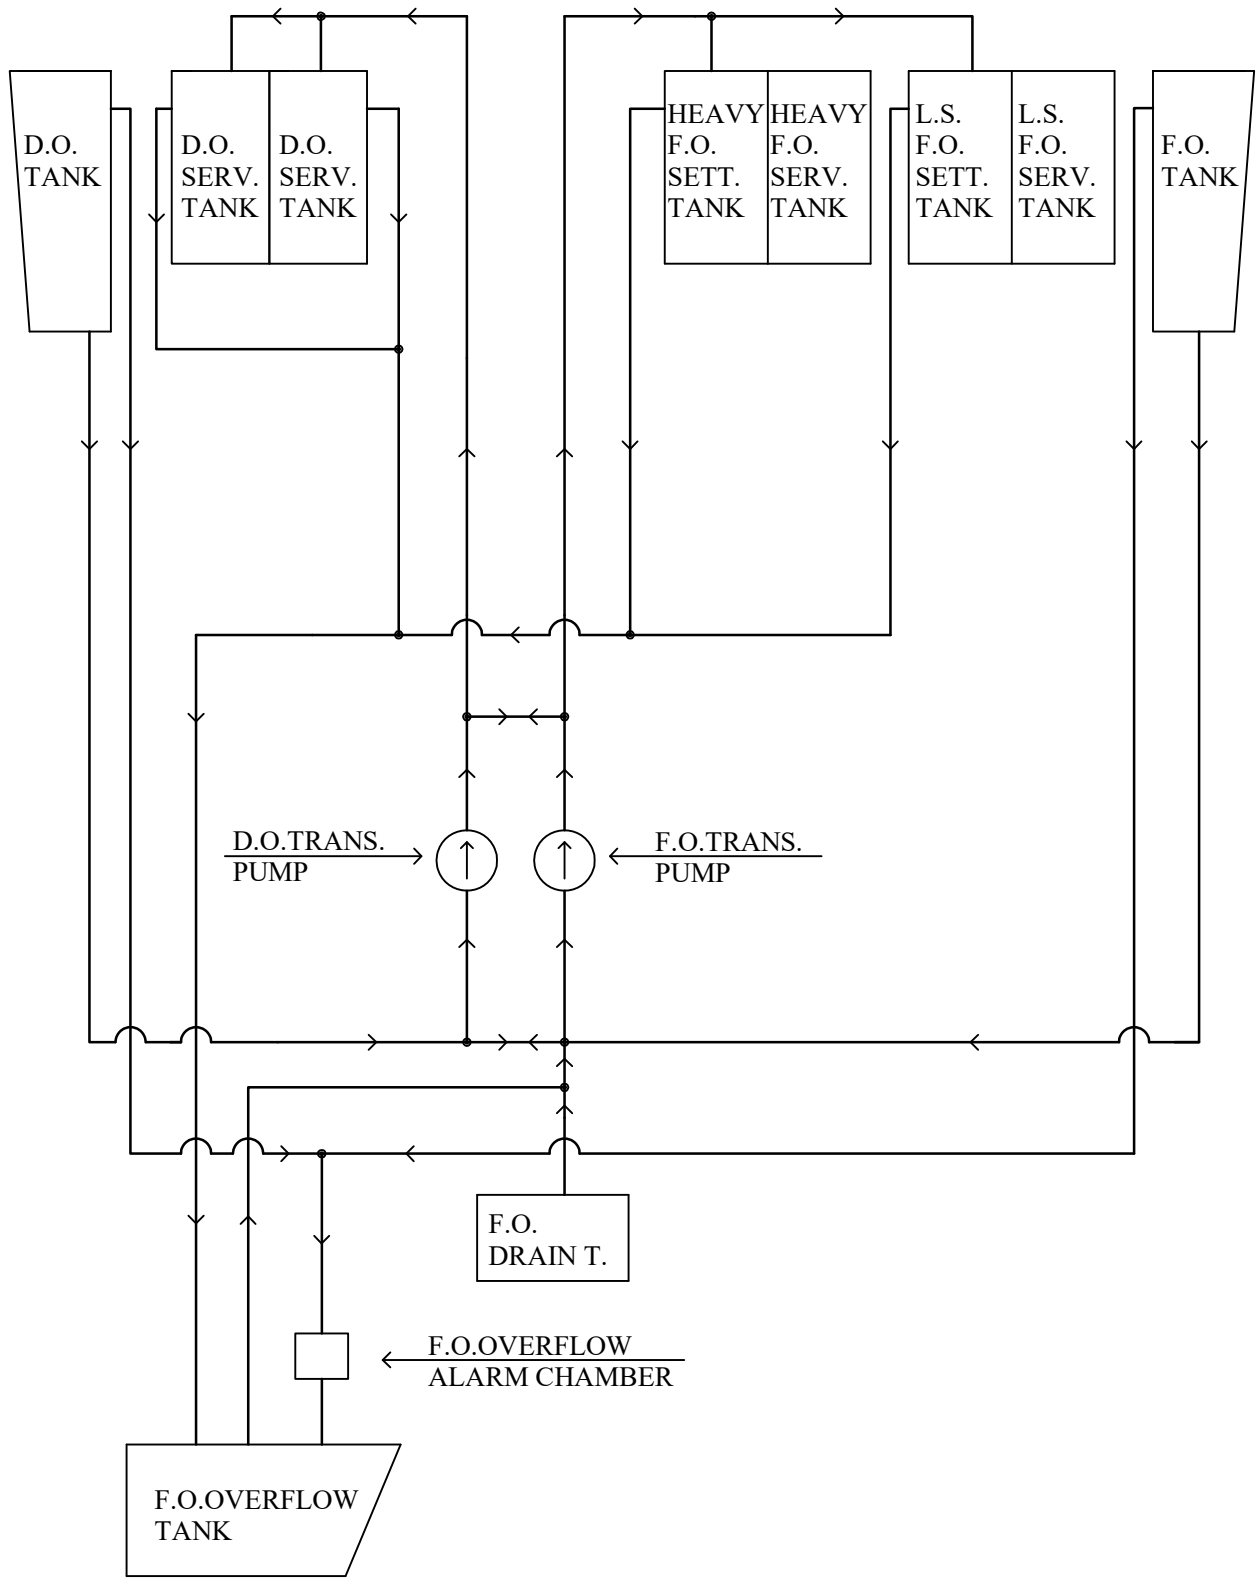 D.O.
TANK
D.O.
SERV.
TANK
D.O.
SERV.
TANK
HEAVY
F.O.
SETT.
TANK
HEAVY
F.O.
SERV.
TANK
L.S.
F.O.
SETT.
TANK
L.S.
F.O.
SERV.
TANK
F.O.
TANK
D.O.TRANS.
PUMP
F.O.TRANS.
PUMP
F.O.
DRAIN T.
F.O.OVERFLOW
ALARM CHAMBER
F.O.OVERFLOW
TANK